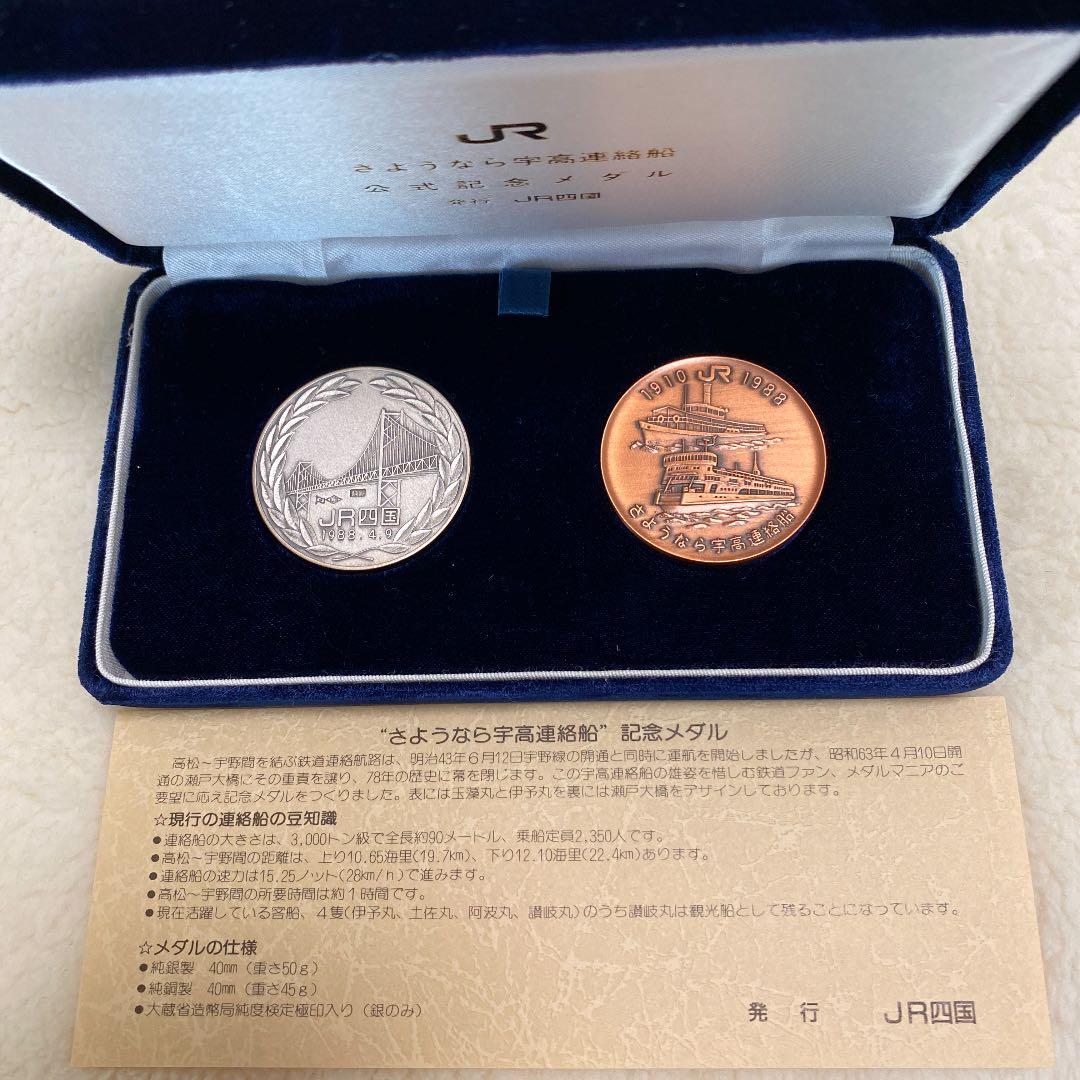 JR
さようなら宇高連絡船
公式記念メダル
発行 JR四国
JR四国
1988.4.9
1910 JR 1988
さようなら宇高連絡船
“さようなら宇高連絡船”記念メダル
高松～宇野間を結ぶ鉄道連絡航路は、明治43年6月12日宇野線の開通と同時に運航を開始しましたが、昭和63年4月10日開
通の瀬戸大橋にその重責を譲り、78年の歴史に幕を閉じます。この宇高連絡船の雄姿を惜しむ鉄道ファン、メダルマニアのご
要望に応え記念メダルをつくりました。表には玉藻丸と伊予丸を裏には瀬戸大橋をデザインしております。
☆現行の連絡船の豆知識
●連絡船の大きさは、3,000トン級で全長約90メートル、乗船定員2,350人です。
●高松～宇野間の距離は、上り10.65海里(19.7km)、下り12.10海里(22.4km)あります。
●連絡船の速力は15.25ノット(28km/h)で進みます。
●高松～宇野間の所要時間は約1時間です。
●現在活躍している客船、4隻(伊予丸、土佐丸、阿波丸、讃岐丸)のうち讃岐丸は観光船として残ることになっています。
☆メダルの仕様
●純銀製 40mm(重さ50g)
●純銅製 40mm(重さ45g)
●大蔵省造幣局純度検定極印入り(銀のみ)
発行 JR四国